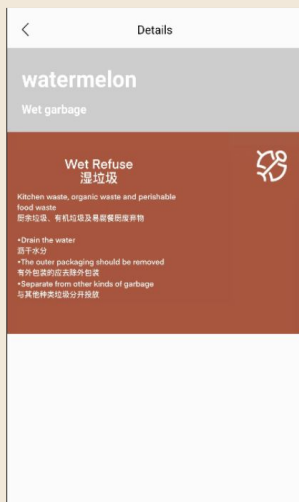 Details
watermelon
Wet garbage
Wet Refuse
湿垃圾
Kitchen waste, organic waste and perishable
food waste
厨余垃圾、有机垃圾及易腐餐厨废弃物
•Drain the water
沥干水分
•The outer packaging should be removed
有外包装的应去除外包装
•Separate from other kinds of garbage
与其他种类垃圾分开投放